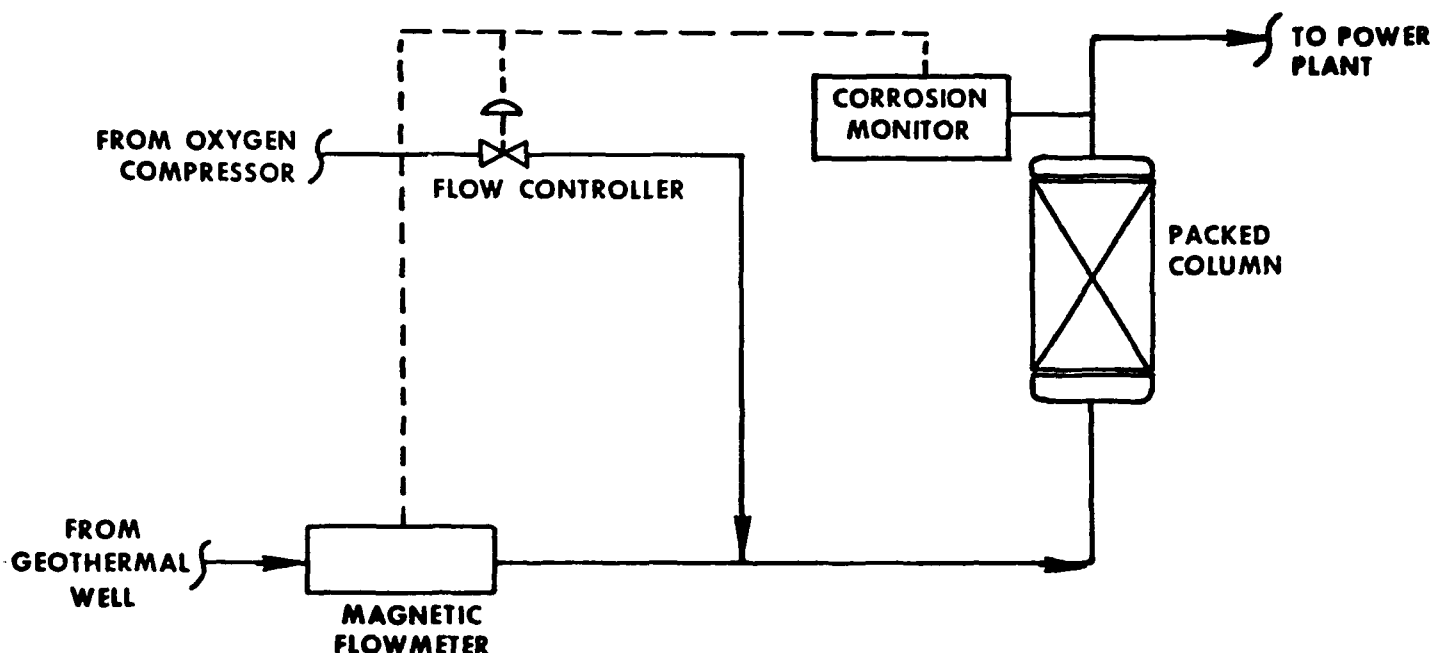 TO POWER
PLANT
CORROSION
MONITOR
FROM OXYGEN
COMPRESSOR
FLOW CONTROLLER
PACKED
COLUMN
FROM
GEOTHERMAL
WELL
MAGNETIC
FLOWMETER